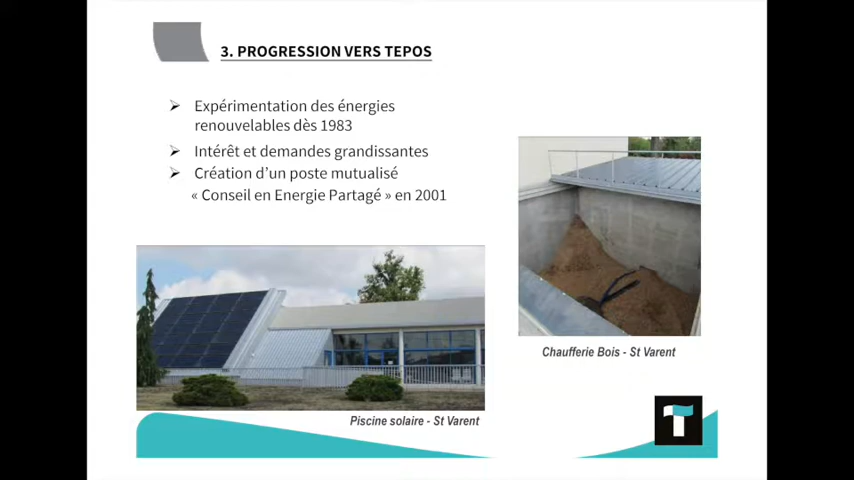 3. PROGRESSION VERS TEPOS
Expérimentation des énergies
renouvelables dès 1983
Intérêt et demandes grandissantes
Création d’un poste mutualisé
« Conseil en Energie Partagé » en 2001
Chaufferie Bois - St Varent
Piscine solaire - St Varent
T